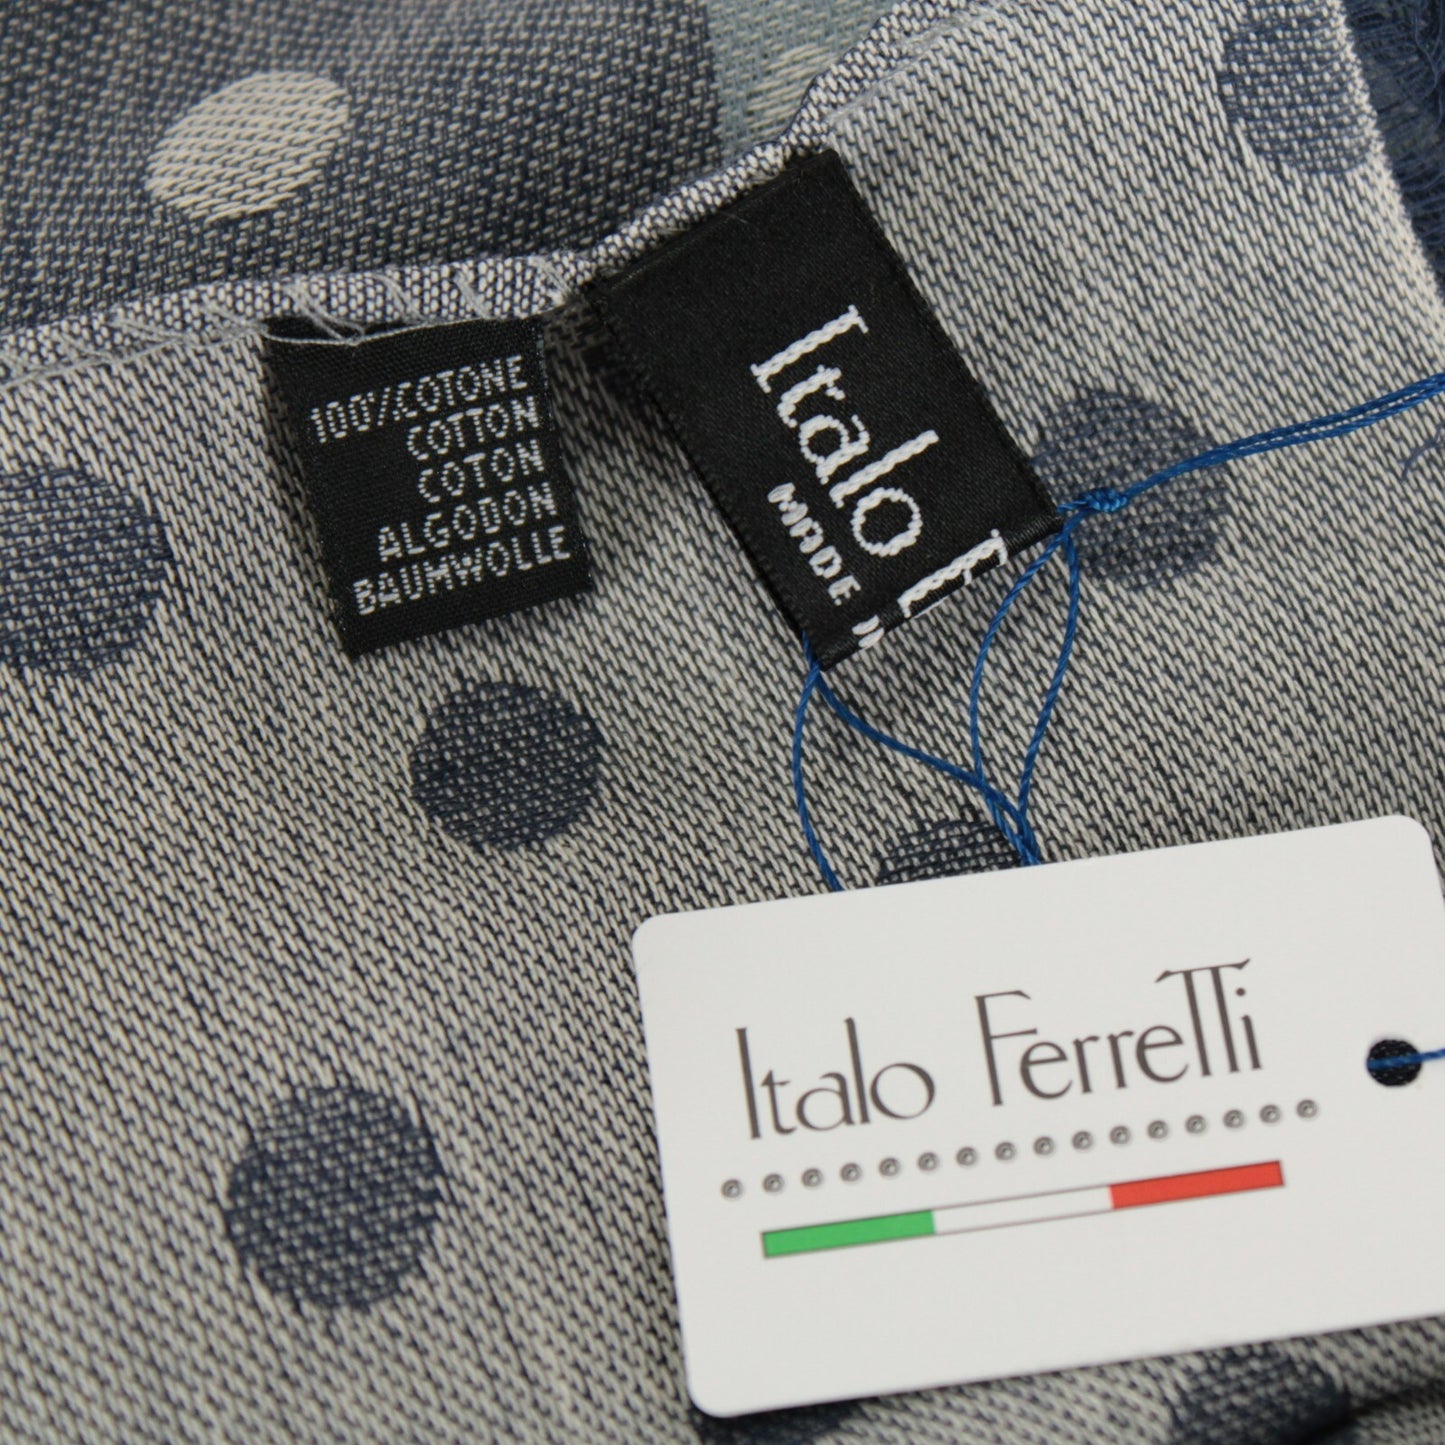 100% COTONE
COTTON
COTON
ALGODON
BAUMWOLLE
Italo F
MADE
Italo Ferretti